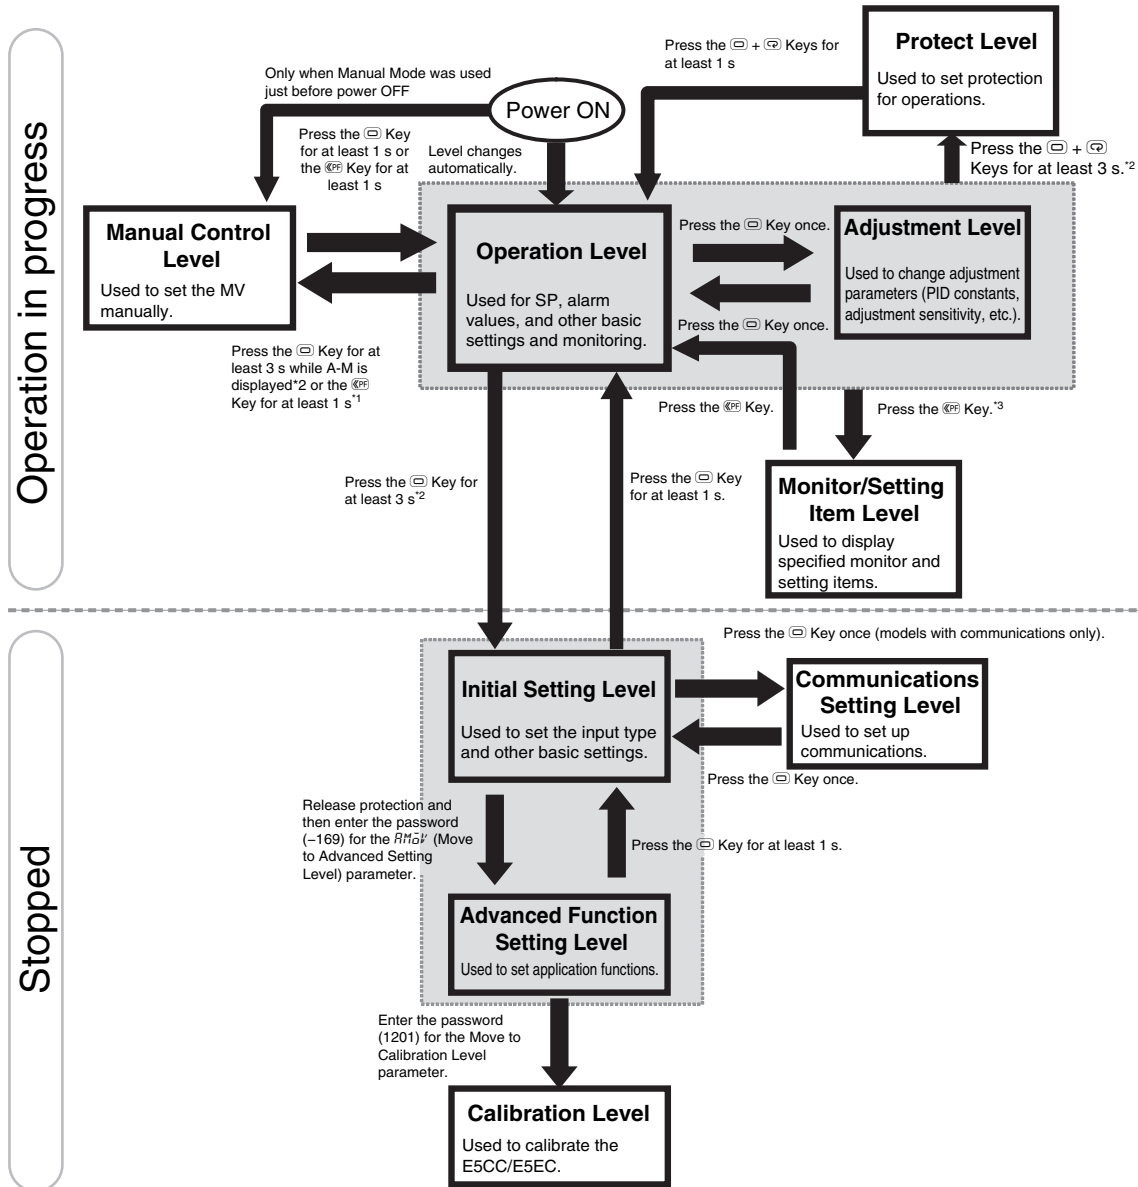 Operation in progress
Only when Manual Mode was used
just before power OFF
Power ON
Press the Key
for at least 1 s or
the PF Key for at
least 1 s
Level changes
automatically.
Press the + Keys for
at least 1 s
Protect Level
Used to set protection
for operations.
Press the +
Keys for at least 3 s.*2
Manual Control
Level
Used to set the MV
manually.
Operation Level
Used for SP, alarm
values, and other basic
settings and monitoring.
Press the Key once.
Press the Key once.
Adjustment Level
Used to change adjustment
parameters (PID constants,
adjustment sensitivity, etc.).
Press the Key for at
least 3 s while A-M is
displayed*2 or the PF
Key for at least 1 s*1
Press the PF Key.
Press the PF Key.*3
Press the Key for
at least 3 s*2
Press the Key
for at least 1 s.
Monitor/Setting
Item Level
Used to display
specified monitor and
setting items.
Stopped
Press the Key once (models with communications only).
Initial Setting Level
Used to set the input type
and other basic settings.
Communications
Setting Level
Used to set up
communications.
Press the Key once.
Release protection and
then enter the password
(−169) for the AMoV (Move
to Advanced Setting
Level) parameter.
Press the Key for at least 1 s.
Advanced Function
Setting Level
Used to set application functions.
Enter the password
(1201) for the Move to
Calibration Level
parameter.
Calibration Level
Used to calibrate the
E5CC/E5EC.